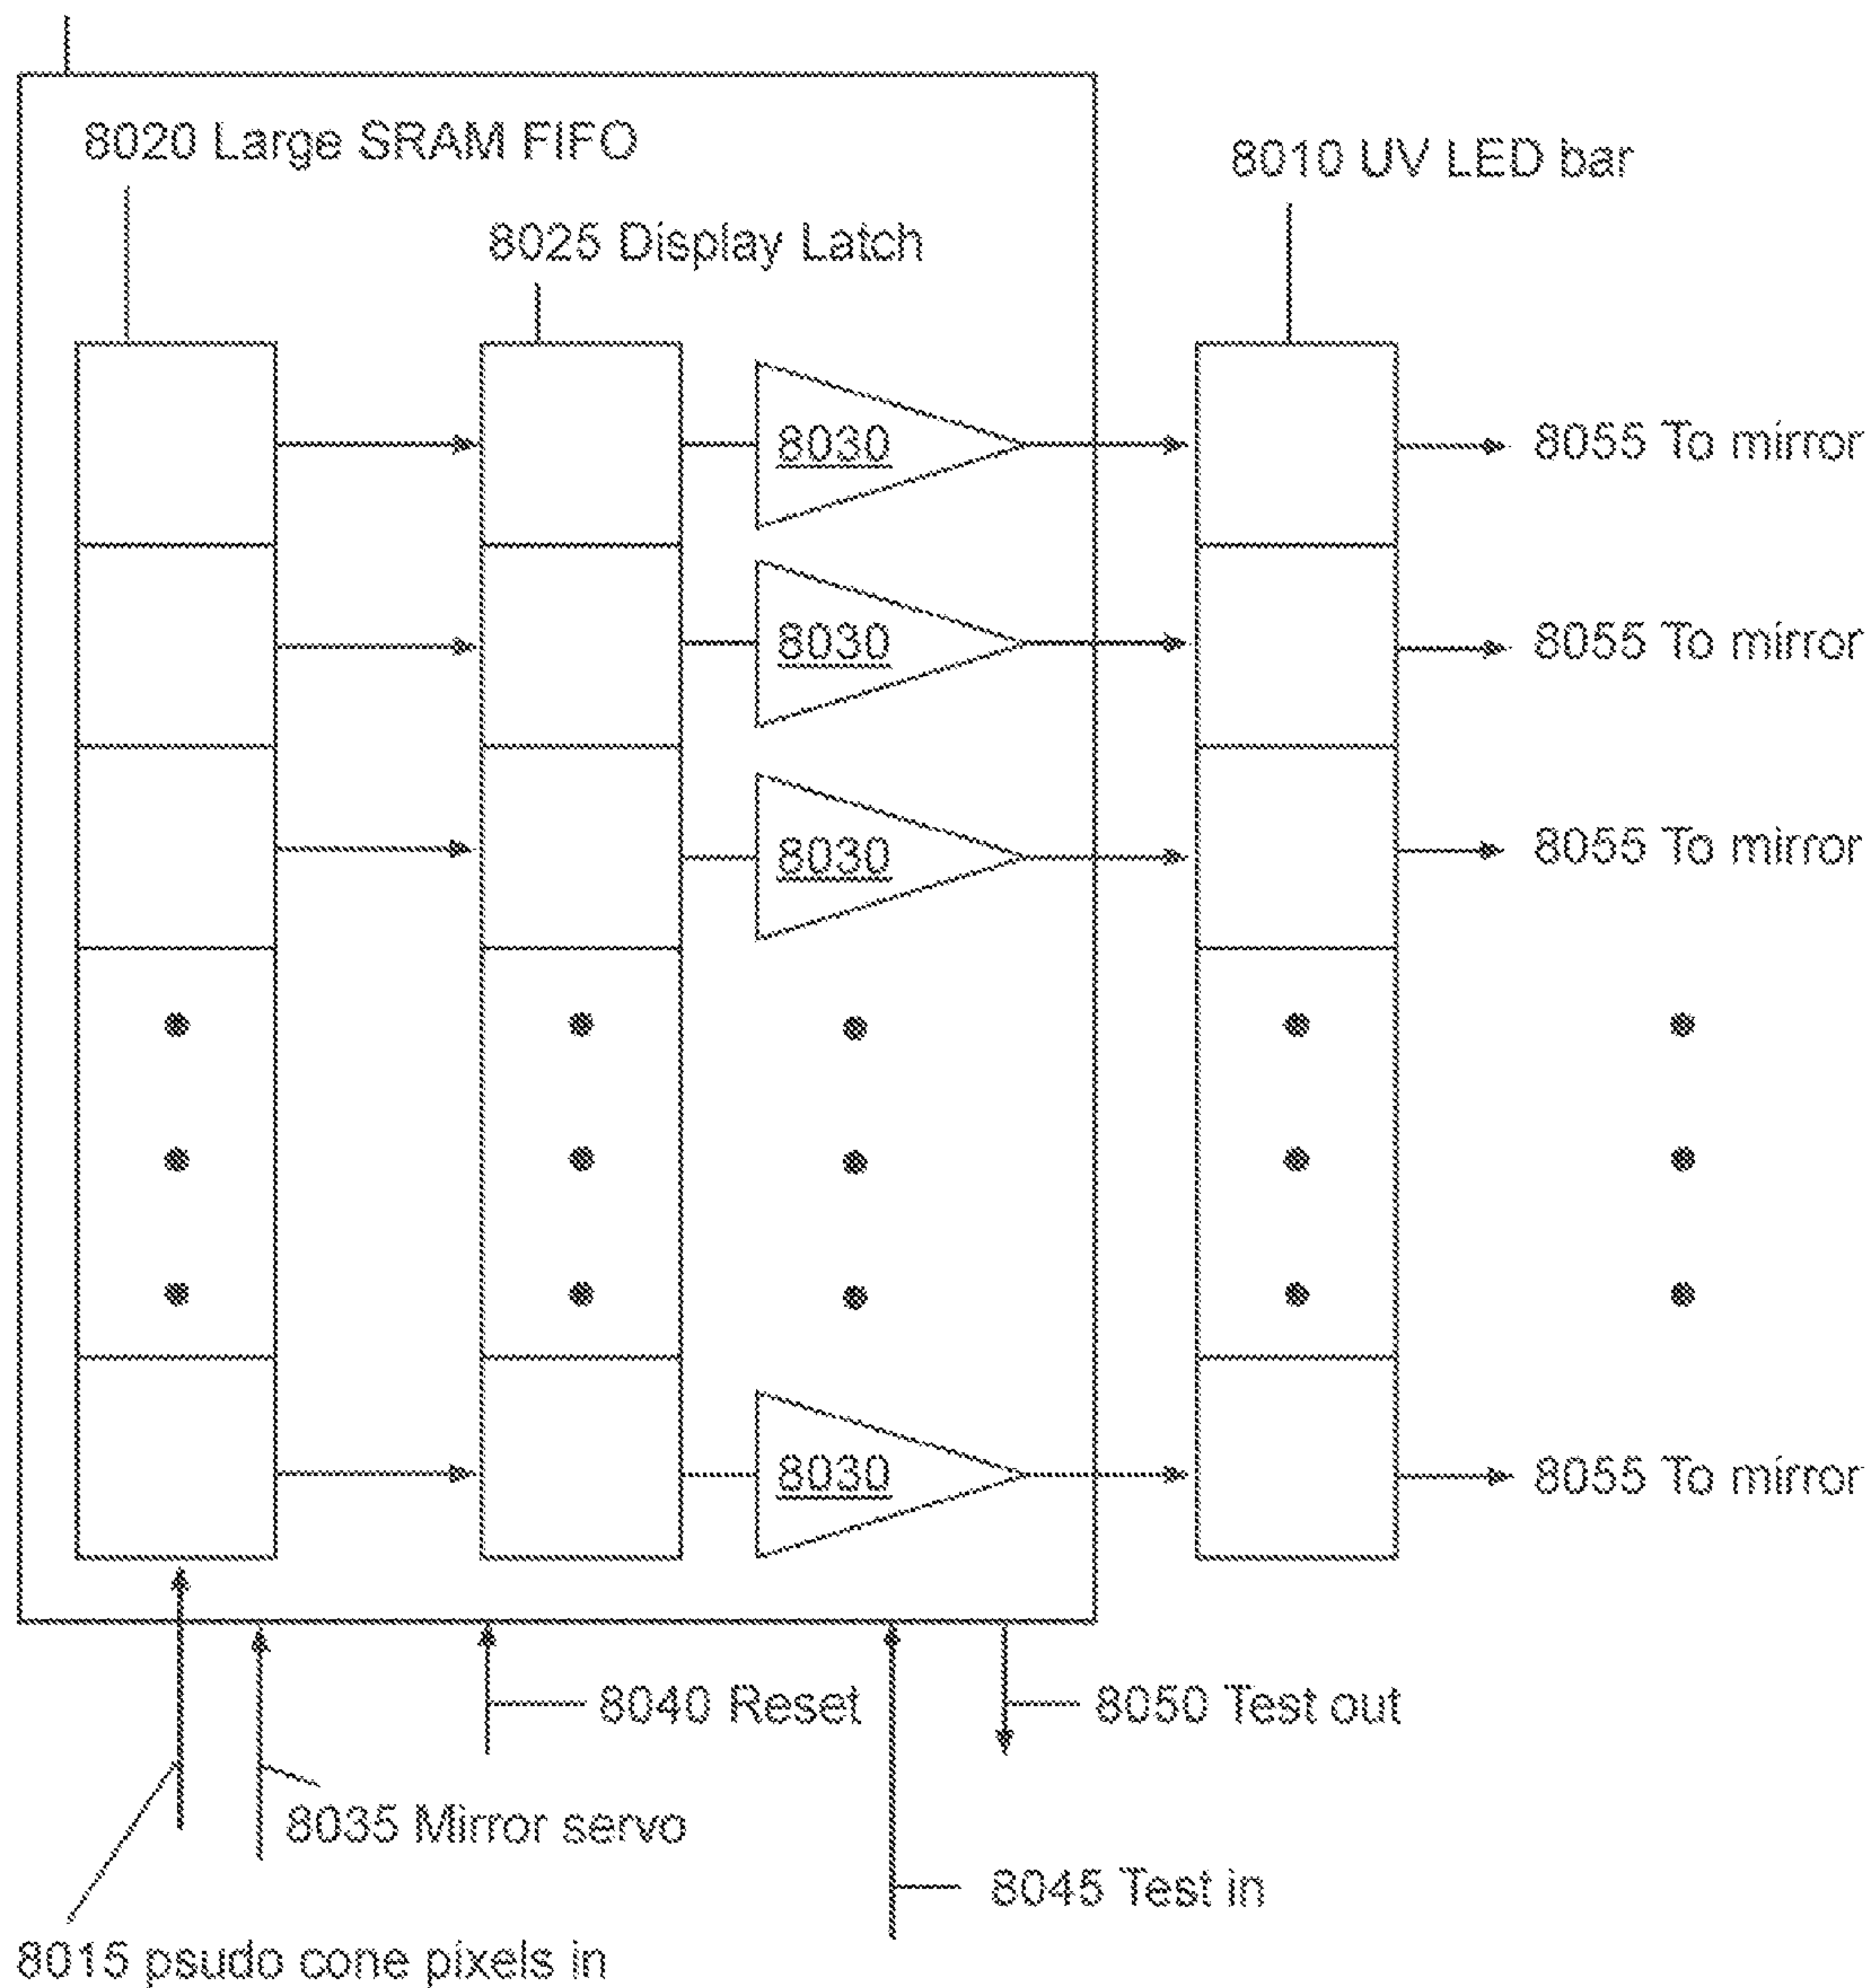 8020 Large SRAM FIFO
8010 UV LED bar
8025 Display Latch
8030
8055 To mirror
8030
8055 To mirror
8030
8055 To mirror
8030
8055 To mirror
8040 Reset
8050 Test out
8035 Mirror servo
8045 Test in
8015 psudo cone pixels in